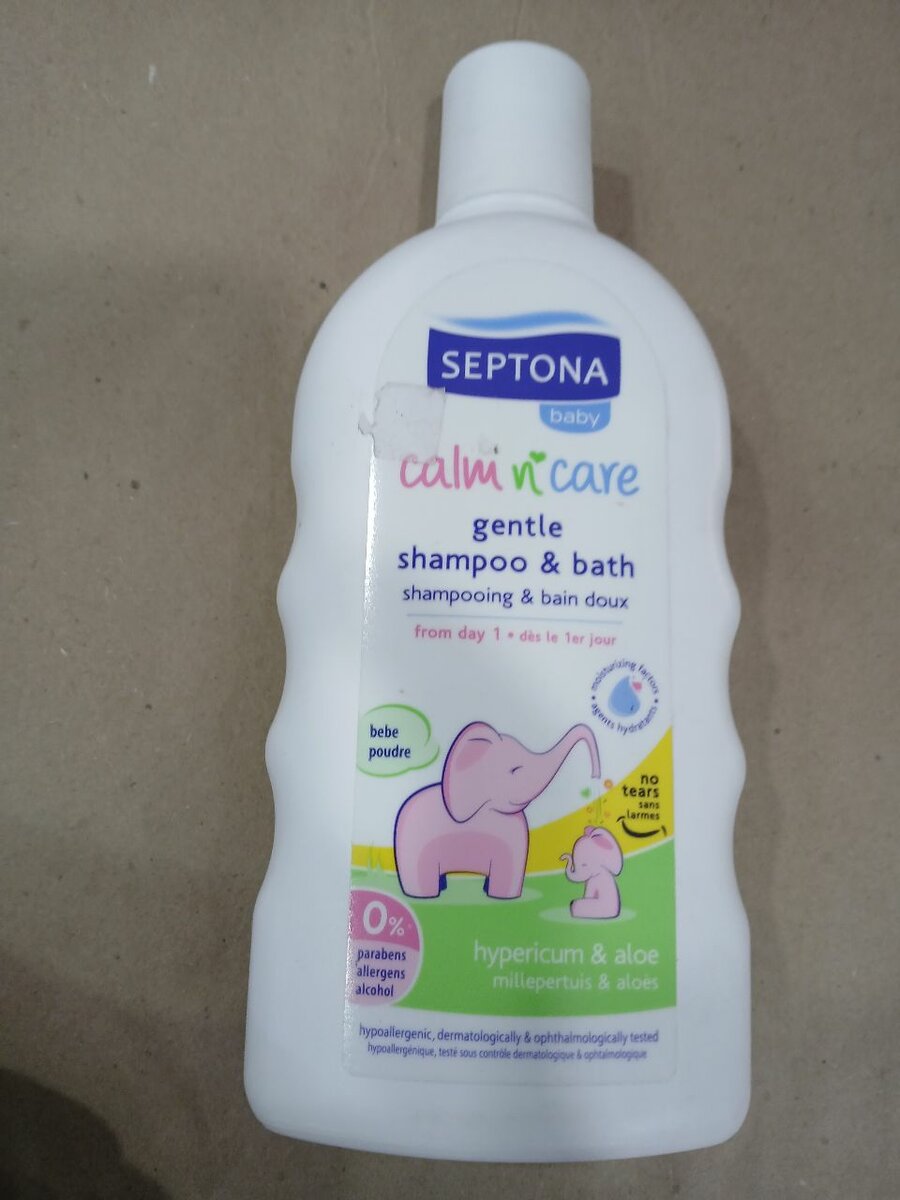 SEPTONA
baby
calm n care
gentle
shampoo & bath
shampooing & bain doux
from day 1 • dès le 1er jour
moisturizing factors •
agents hydratants •
bebe
poudre
no
tears
sans
larmes
0%
parabens
allergens
alcohol
hypericum & aloe
millepertuis & aloès
hypoallergenic, dermatologically & ophthalmologically tested
hypoallergénique, testé sous contrôle dermatologique & ophtalmologique